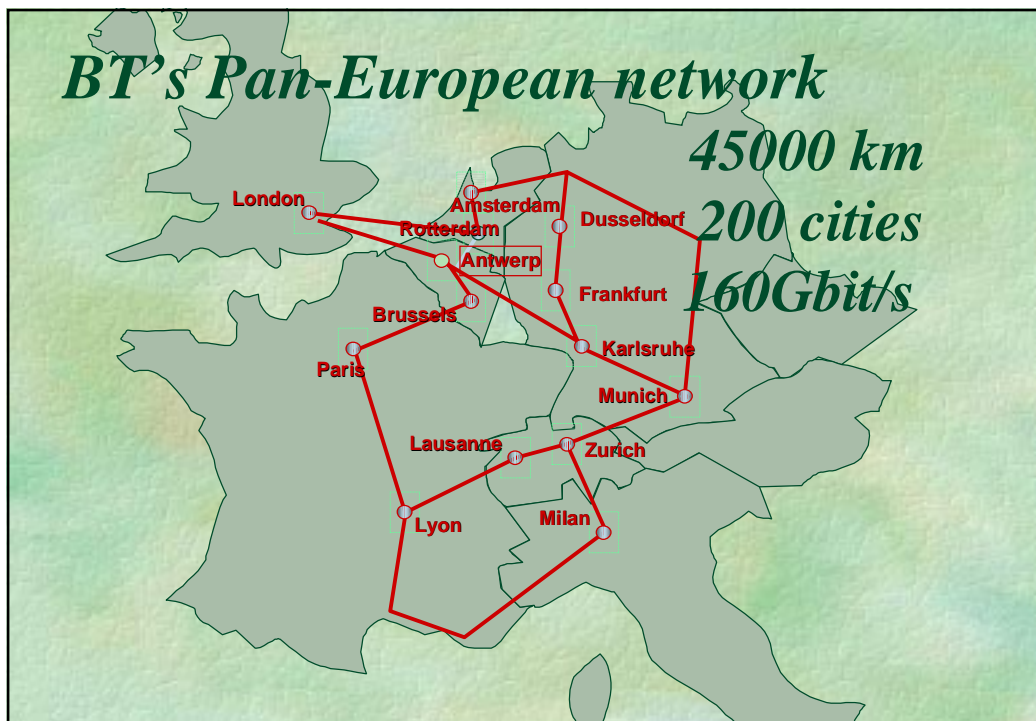 BT's Pan-European network
45000 km
200 cities
160Gbit/s
London
Amsterdam
Rotterdam
Dusseldorf
Antwerp
Frankfurt
Brussels
Karlsruhe
Paris
Munich
Lausanne
Zurich
Lyon
Milan